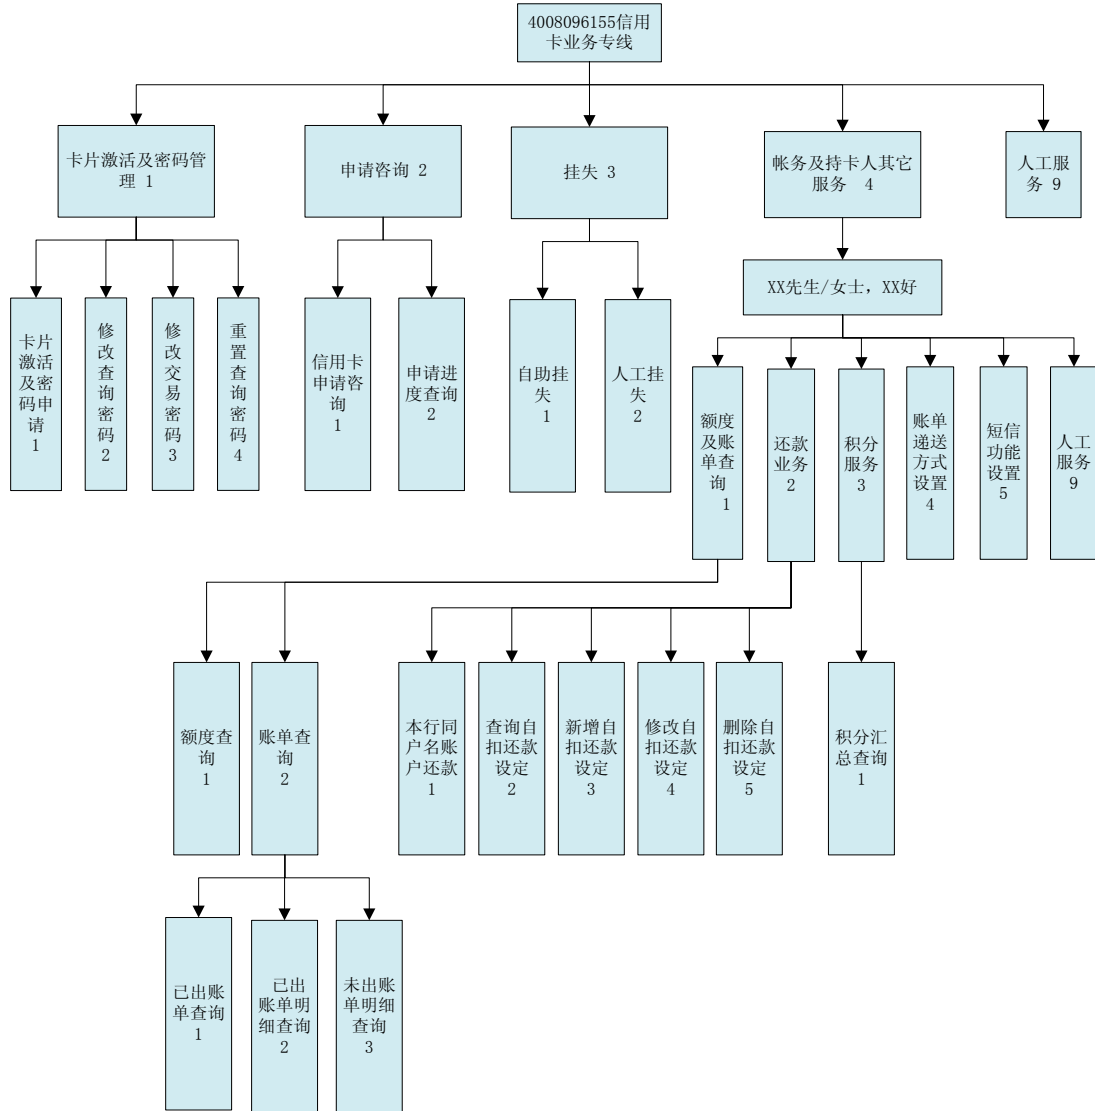 4008096155信用
卡业务专线
卡片激活及密码管
理 1
申请咨询 2
挂失 3
帐务及持卡人其它
服务 4
人工服
务 9
XX先生/女士，XX好
卡片
激活
及密
码申
请
1
修
改
查
询
密
码
2
修
改
交
易
密
码
3
重
置
查
询
密
码
4
信用卡
申请咨
询
1
申请进
度查询
2
自助挂
失
1
人工挂
失
2
额度
及账
单查
询
1
还款
业务
2
积分
服务
3
账单
递送
方式
设置
4
短信
功能
设置
5
人工
服务
9
额度查
询
1
账单查
询
2
本行同
户名账
户还款
1
查询自
扣还款
设定
2
新增自
扣还款
设定
3
修改自
扣还款
设定
4
删除自
扣还款
设定
5
积分汇
总查询
1
已出账
单查询
1
已出
账单明
细查询
2
未出账
单明细
查询
3